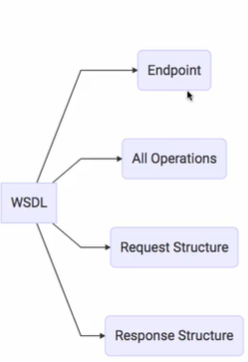 Endpoint
All Operations
WSDL
Request Structure
Response Structure